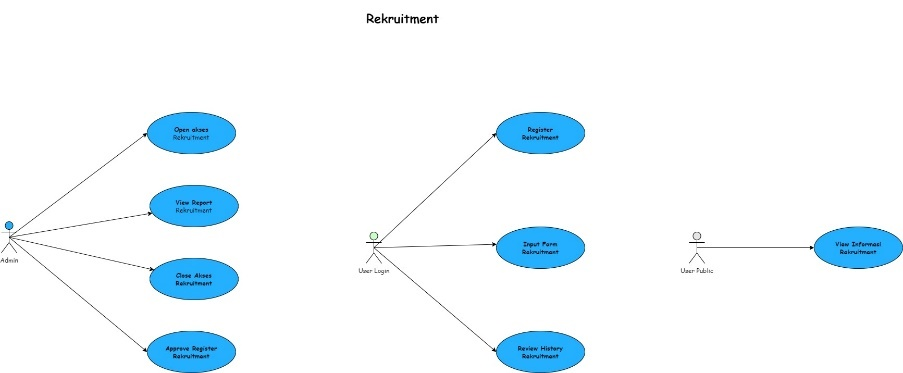 Rekruitment
Open akses
Rekruitment
View Report
Rekruitment
Close Akses
Rekruitment
Approve Register
Rekruitment
Admin
Register
Rekruitment
Input Form
Rekruitment
Review History
Rekruitment
User Login
View Informasi
Rekruitment
User Public